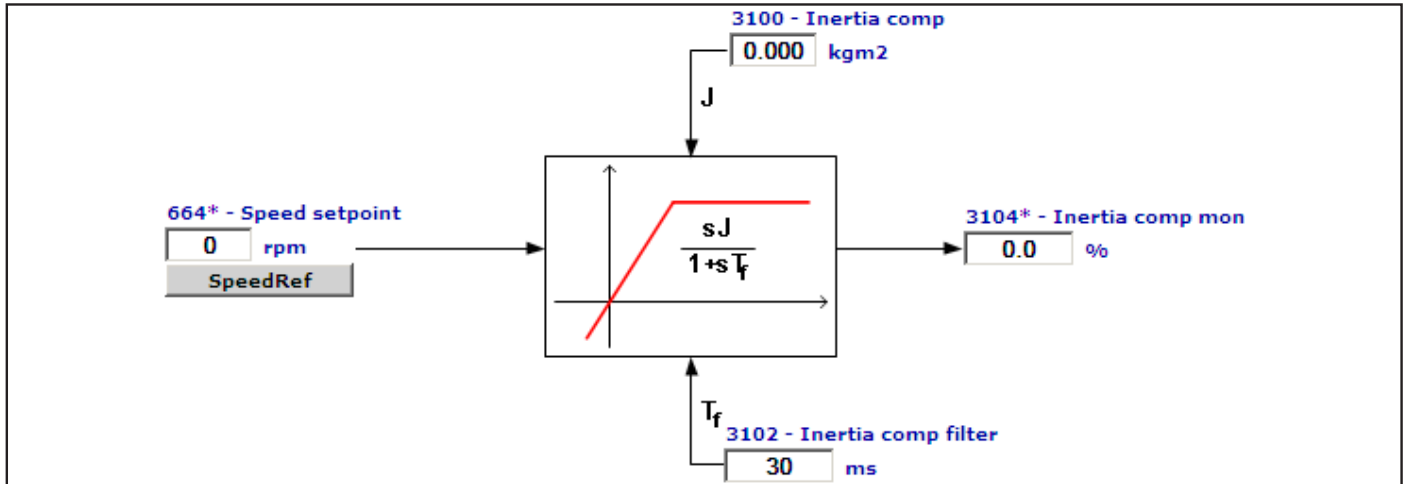 3100 - Inertia comp
0.000 kgm2
J
664* - Speed setpoint
0 rpm
SpeedRef
sJ
1+sTf
3104* - Inertia comp mon
0.0 %
Tf
3102 - Inertia comp filter
30 ms